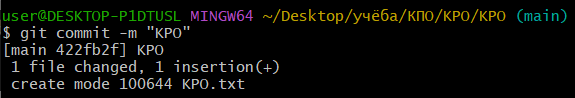 user@DESKTOP-P1DTUSL MINGW64 ~/Desktop/учёба/КПО/KPO/KPO (main)
$ git commit -m "KPO"
[main 422fb2f] KPO
 1 file changed, 1 insertion(+)
 create mode 100644 KPO.txt